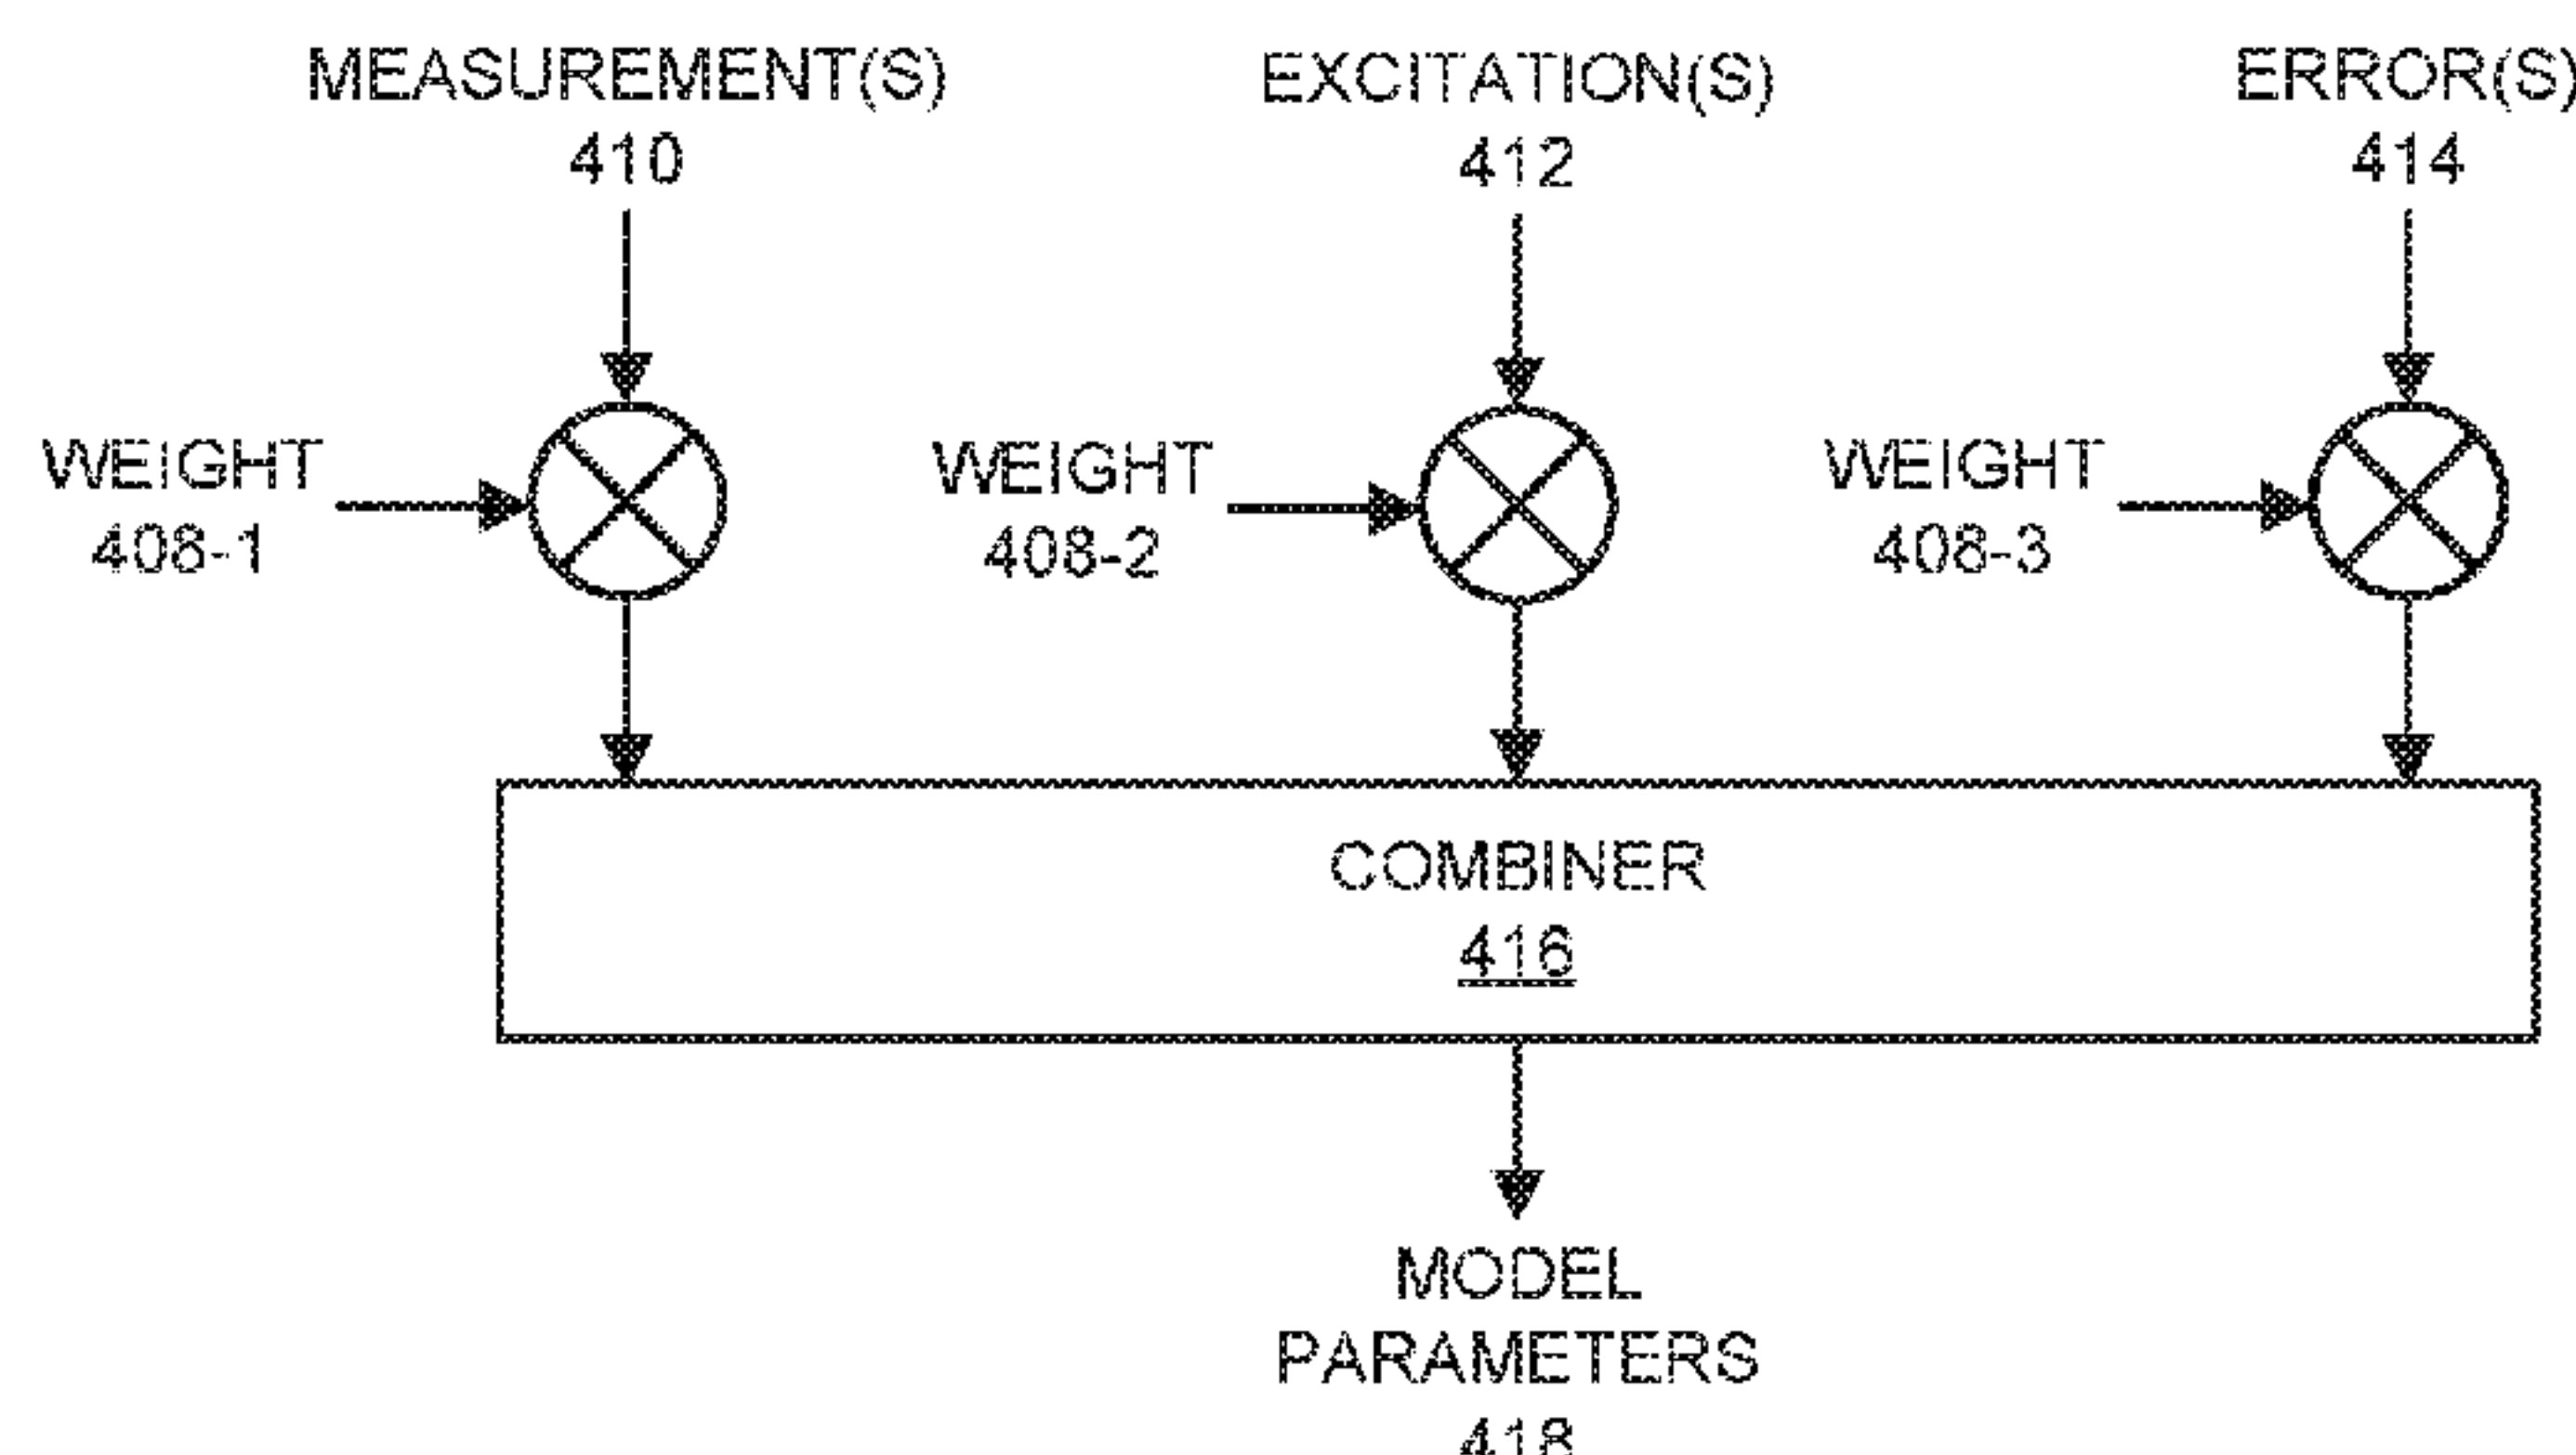 MEASUREMENT(S)
410
EXCITATION(S)
412
ERROR(S)
414
WEIGHT
408-1
WEIGHT
408-2
WEIGHT
408-3
COMBINER
416
MODEL
PARAMETERS
418